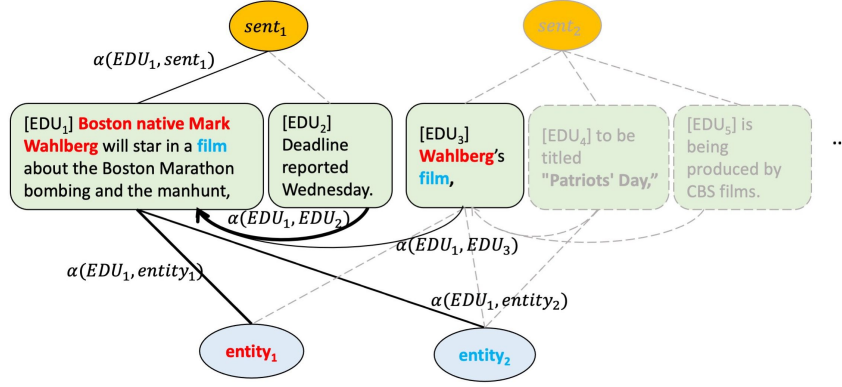 sent₁
sent₂
α(EDU₁, sent₁)
[EDU₁] Boston native Mark
Wahlberg will star in a film
about the Boston Marathon
bombing and the manhunt,
[EDU₂]
Deadline
reported
Wednesday.
[EDU₃]
Wahlberg's
film,
[EDU₄] to be
titled
"Patriots' Day,”
[EDU₅] is
being
produced by
CBS films.
..
α(EDU₁, EDU₂)
α(EDU₁, EDU₃)
α(EDU₁, entity₁)
α(EDU₁, entity₂)
entity₁
entity₂